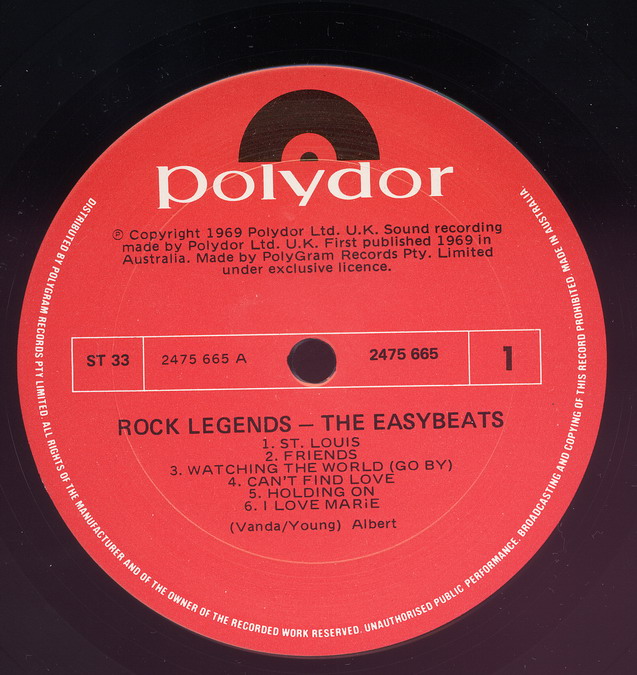 polydor
℗ Copyright 1969 Polydor Ltd. U.K. Sound recording
made by Polydor Ltd. U.K. First published 1969 in
Australia. Made by PolyGram Records Pty. Limited
under exclusive licence.
ST 33
2475 665 A
2475 665
1
ROCK LEGENDS — THE EASYBEATS
1. ST. LOUIS
2. FRIENDS
3. WATCHING THE WORLD (GO BY)
4. CAN'T FIND LOVE
5. HOLDING ON
6. I LOVE MARiE
(Vanda/Young) Albert
DISTRIBUTED BY POLYGRAM RECORDS PTY LIMITED. ALL RIGHTS OF THE MANUFACTURER AND OF THE OWNER OF THE RECORDED WORK RESERVED. UNAUTHORISED PUBLIC PERFORMANCE, BROADCASTING AND COPYING OF THIS RECORD PROHIBITED. MADE IN AUSTRALIA.